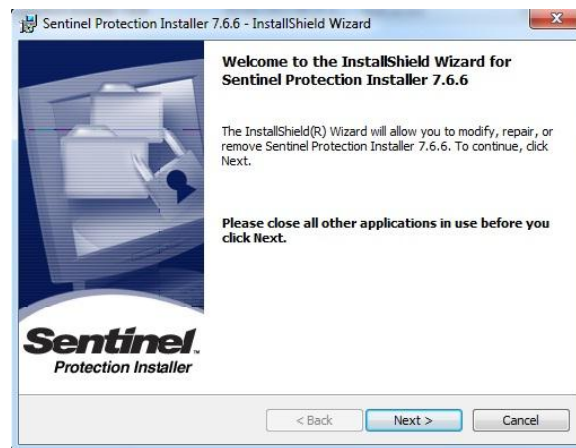 Sentinel Protection Installer 7.6.6 - InstallShield Wizard
Welcome to the InstallShield Wizard for
Sentinel Protection Installer 7.6.6
The InstallShield(R) Wizard will allow you to modify, repair, or
remove Sentinel Protection Installer 7.6.6. To continue, click
Next.
Please close all other applications in use before you
click Next.
Sentinel™
Protection Installer
< Back
Next >
Cancel